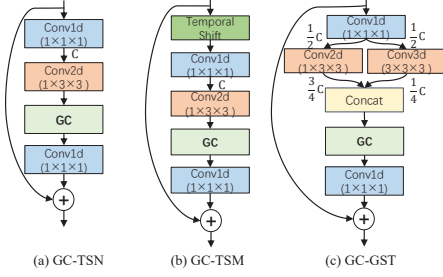 Conv1d
(1×1×1)
C
Conv2d
(1×3×3)
GC
Conv1d
(1×1×1)
+
(a) GC-TSN
Temporal
Shift
Conv1d
(1×1×1)
C
Conv2d
(1×3×3)
GC
Conv1d
(1×1×1)
+
(b) GC-TSM
Conv1d
(1×1×1)
1/2 C
1/2 C
Conv2d
(1×3×3)
Conv3d
(3×3×3)
3/4 C
1/4 C
Concat
GC
Conv1d
(1×1×1)
+
(c) GC-GST